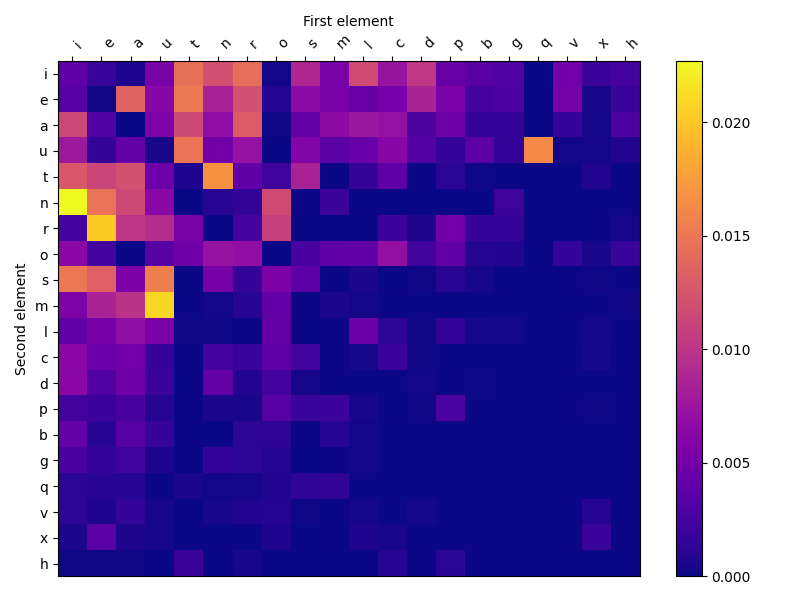 First element
i e a u t n r o s m l c d p b g q v x h
Second element
i
e
a
u
t
n
r
o
s
m
l
c
d
p
b
g
q
v
x
h
0.020
0.015
0.010
0.005
0.000